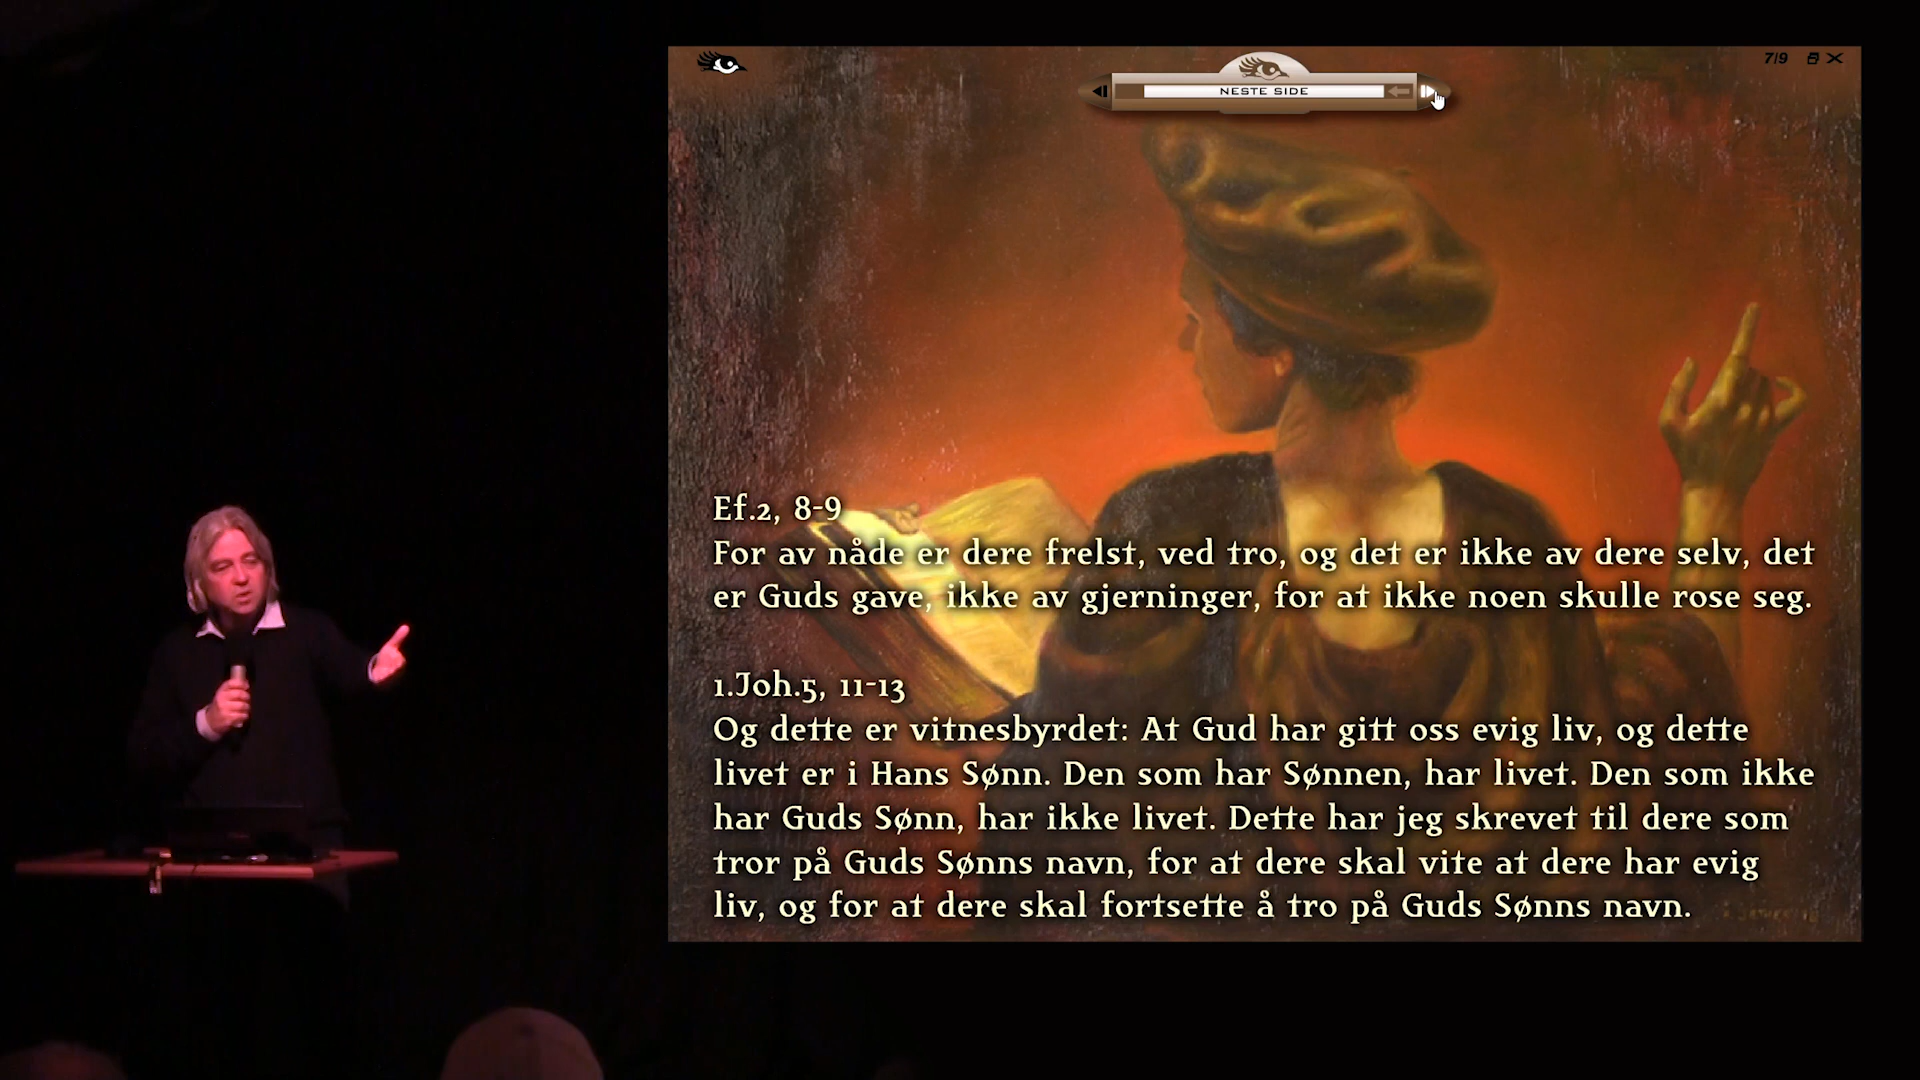 7/9
NESTE SIDE
Ef.2, 8-9
For av nåde er dere frelst, ved tro, og det er ikke av dere selv, det
er Guds gave, ikke av gjerninger, for at ikke noen skulle rose seg.
1.Joh.5, 11-13
Og dette er vitnesbyrdet: At Gud har gitt oss evig liv, og dette
livet er i Hans Sønn. Den som har Sønnen, har livet. Den som ikke
har Guds Sønn, har ikke livet. Dette har jeg skrevet til dere som
tror på Guds Sønns navn, for at dere skal vite at dere har evig
liv, og for at dere skal fortsette å tro på Guds Sønns navn.